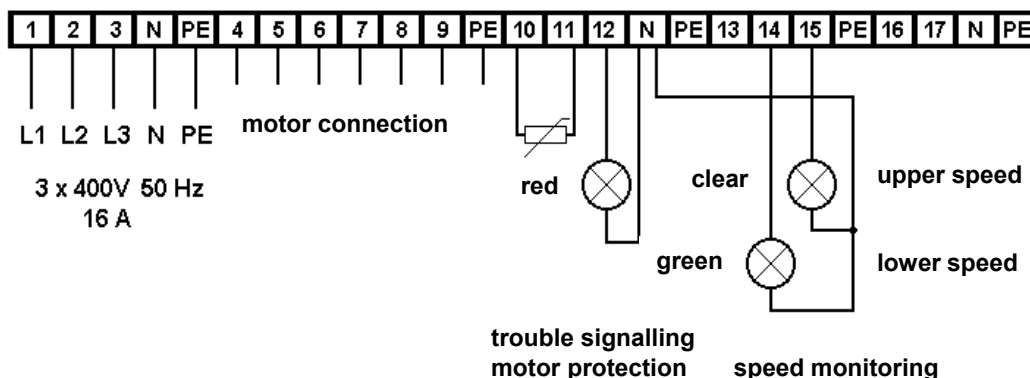 1 2 3 N PE 4 5 6 7 8 9 PE 10 11 12 N PE 13 14 15 PE 16 17 N PE
L1 L2 L3 N PE
motor connection
3 x 400V 50 Hz
16 A
red
clear
upper speed
green
lower speed
trouble signalling
motor protection
speed monitoring